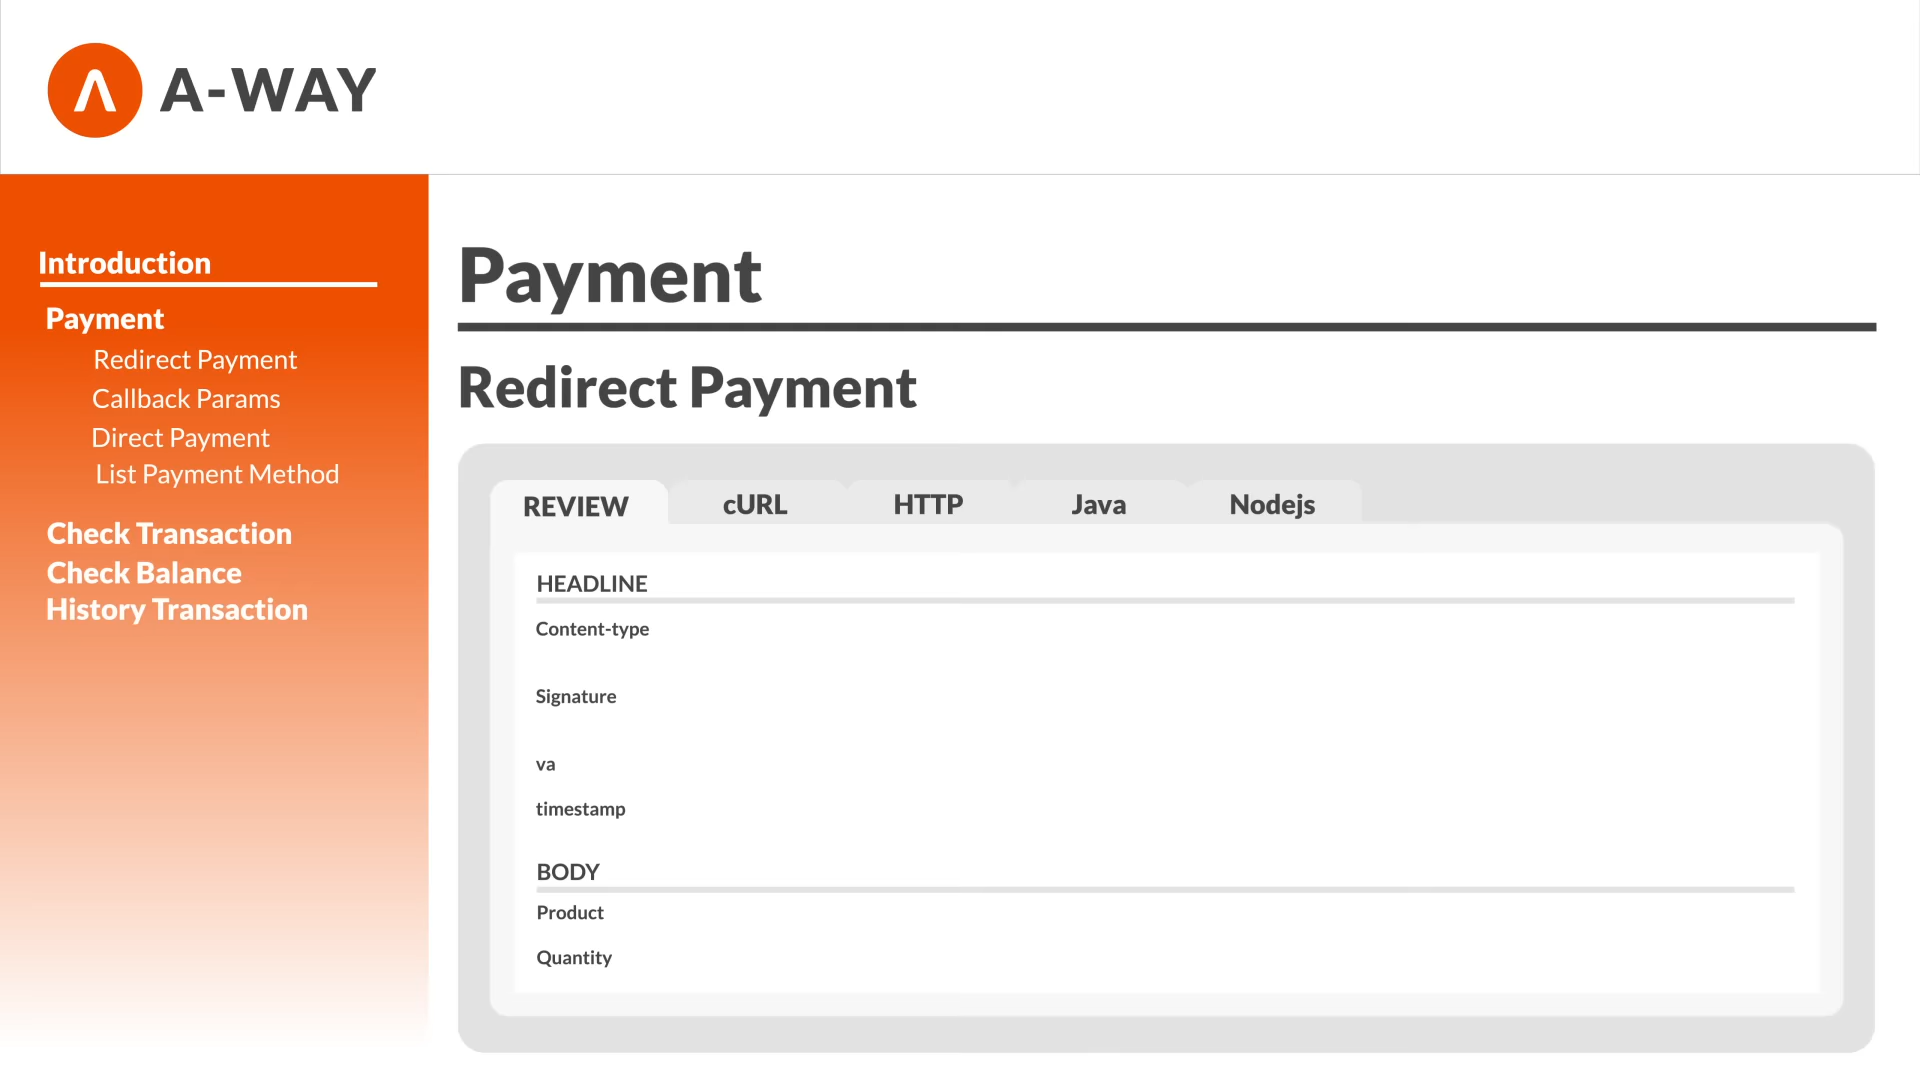 A-WAY
Introduction
Payment
Redirect Payment
Callback Params
Direct Payment
List Payment Method
Check Transaction
Check Balance
History Transaction
Payment
Redirect Payment
REVIEW cURL HTTP Java Nodejs
HEADLINE
Content-type
Signature
va
timestamp
BODY
Product
Quantity